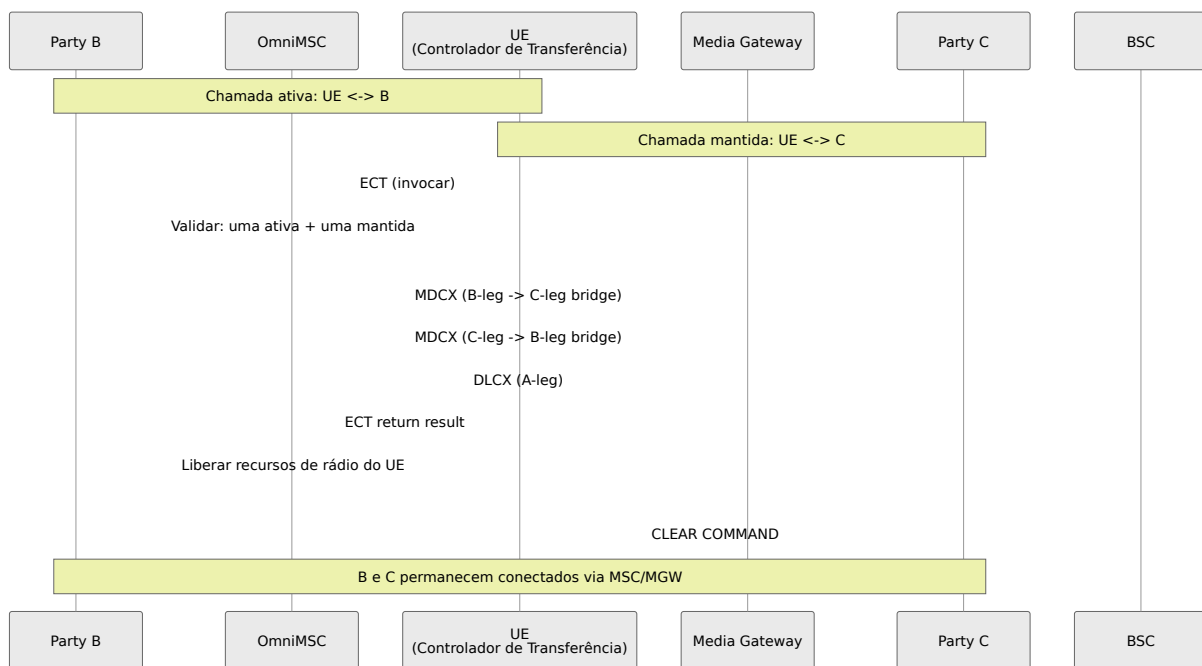 Party B
OmniMSC
UE
(Controlador de Transferência)
Media Gateway
Party C
BSC
Chamada ativa: UE <-> B
Chamada mantida: UE <-> C
ECT (invocar)
Validar: uma ativa + uma mantida
MDCX (B-leg -> C-leg bridge)
MDCX (C-leg -> B-leg bridge)
DLCX (A-leg)
ECT return result
Liberar recursos de rádio do UE
CLEAR COMMAND
B e C permanecem conectados via MSC/MGW
Party B
OmniMSC
UE
(Controlador de Transferência)
Media Gateway
Party C
BSC